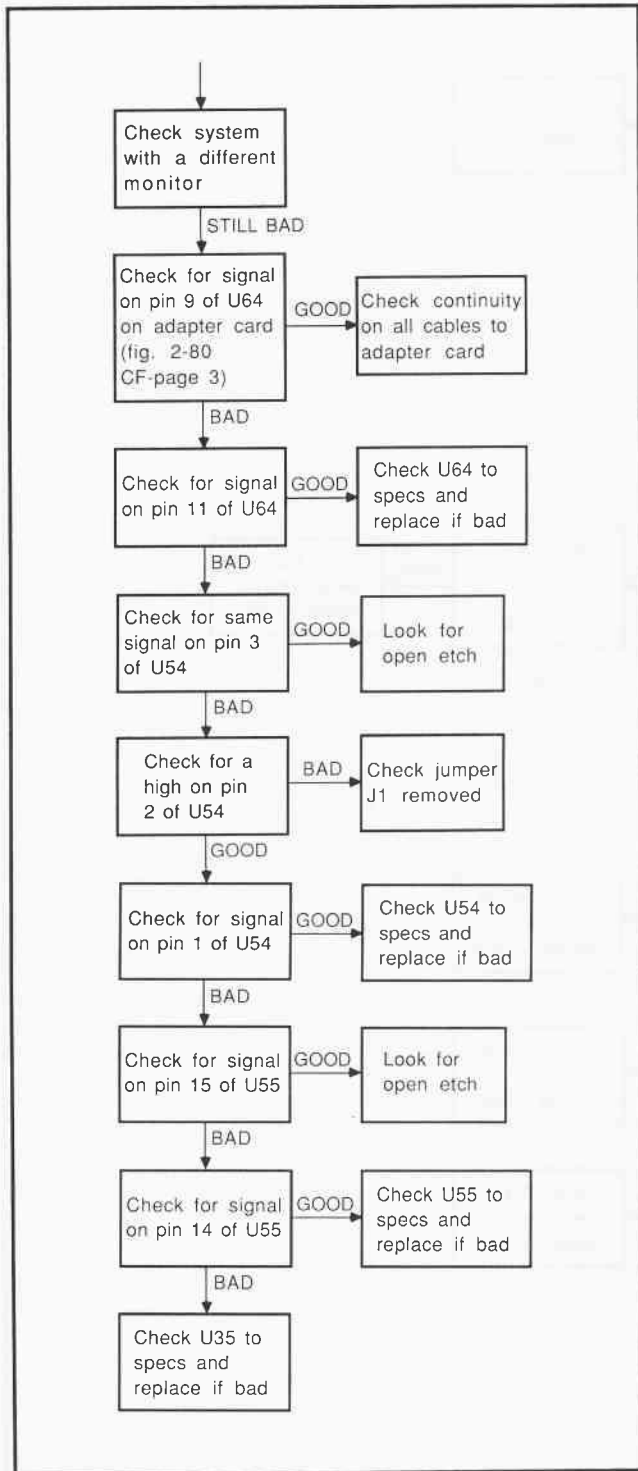 Check system
with a different
monitor
STILL BAD
Check for signal
on pin 9 of U64
on adapter card
(fig. 2-80
CF-page 3)
GOOD
Check continuity
on all cables to
adapter card
BAD
Check for signal
on pin 11 of U64
GOOD
Check U64 to
specs and
replace if bad
BAD
Check for same
signal on pin 3
of U54
GOOD
Look for
open etch
BAD
Check for a
high on pin
2 of U54
BAD
Check jumper
J1 removed
GOOD
Check for signal
on pin 1 of U54
GOOD
Check U54 to
specs and
replace if bad
BAD
Check for signal
on pin 15 of U55
GOOD
Look for
open etch
BAD
Check for signal
on pin 14 of U55
GOOD
Check U55 to
specs and
replace if bad
BAD
Check U35 to
specs and
replace if bad